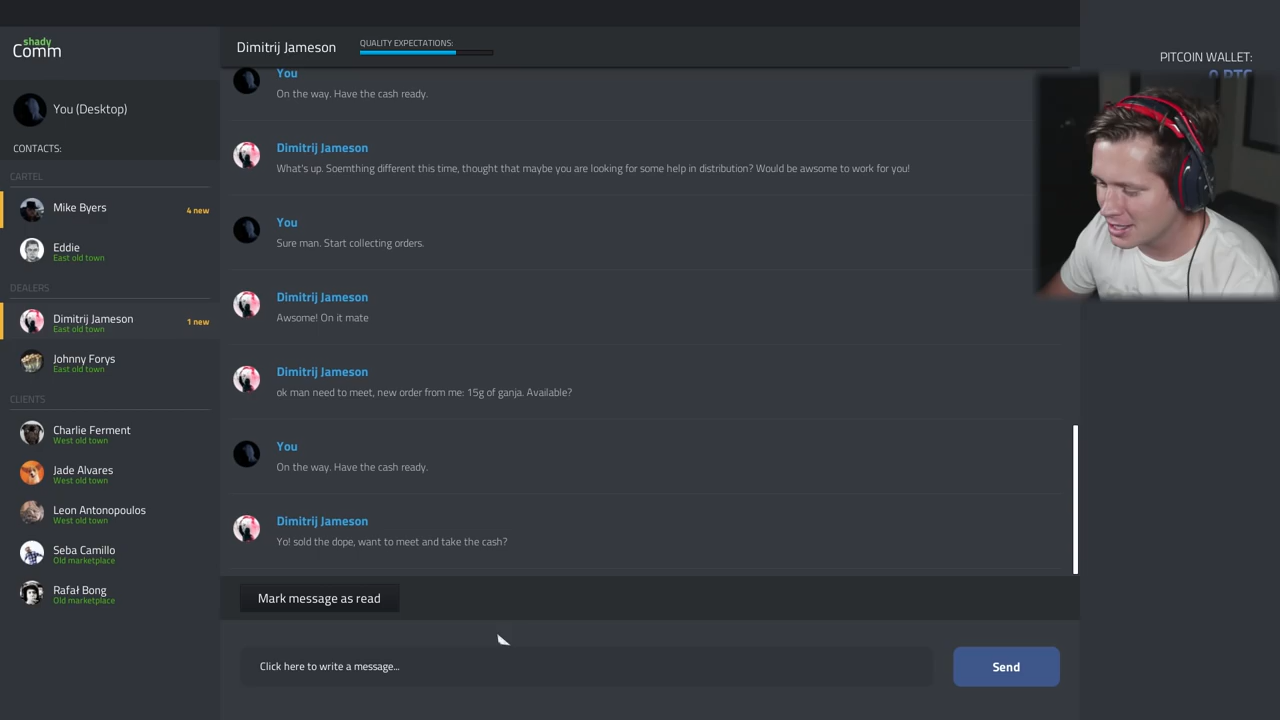 shady
Comm
Dimitrij Jameson
QUALITY EXPECTATIONS:
PITCOIN WALLET:
You (Desktop)
CONTACTS:
CARTEL
Mike Byers
4 new
Eddie
East old town
DEALERS
Dimitrij Jameson
East old town
1 new
Johnny Forys
East old town
CLIENTS
Charlie Ferment
West old town
Jade Alvares
West old town
Leon Antonopoulos
West old town
Seba Camillo
Old marketplace
Rafał Bong
Old marketplace
You
On the way. Have the cash ready.
Dimitrij Jameson
What's up. Soemthing different this time, thought that maybe you are looking for some help in distribution? Would be awsome to work for you!
You
Sure man. Start collecting orders.
Dimitrij Jameson
Awsome! On it mate
Dimitrij Jameson
ok man need to meet, new order from me: 15g of ganja. Available?
You
On the way. Have the cash ready.
Dimitrij Jameson
Yo! sold the dope, want to meet and take the cash?
Mark message as read
Click here to write a message...
Send